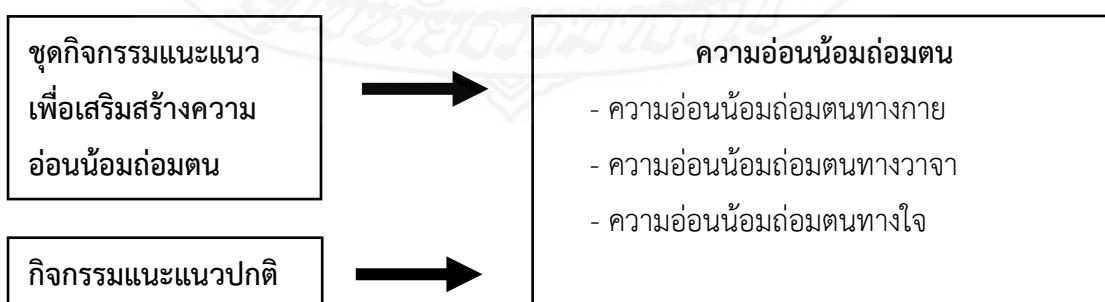 ชุดกิจกรรมแนะแนว
เพื่อเสริมสร้างความ
อ่อนน้อมถ่อมตน
ความอ่อนน้อมถ่อมตน
- ความอ่อนน้อมถ่อมตนทางกาย
- ความอ่อนน้อมถ่อมตนทางวาจา
- ความอ่อนน้อมถ่อมตนทางใจ
กิจกรรมแนะแนวปกติ